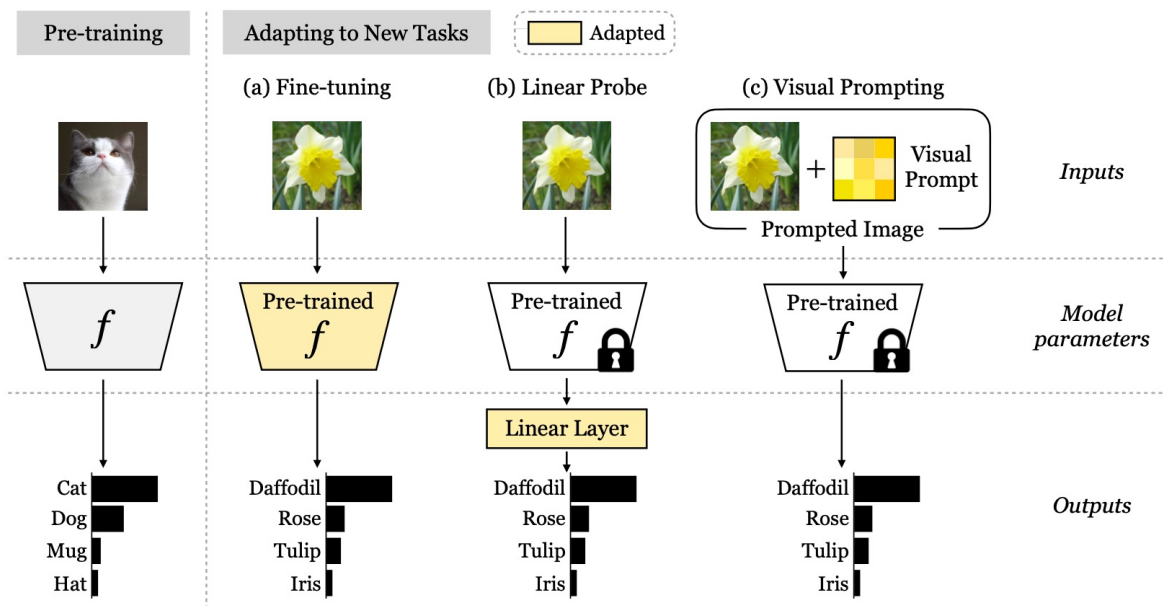 Pre-training
Adapting to New Tasks
Adapted
(a) Fine-tuning
(b) Linear Probe
(c) Visual Prompting
+
Visual
Prompt
Prompted Image
Inputs
f
Pre-trained
f
Pre-trained
f
Pre-trained
f
Model
parameters
Linear Layer
Cat
Dog
Mug
Hat
Daffodil
Rose
Tulip
Iris
Daffodil
Rose
Tulip
Iris
Daffodil
Rose
Tulip
Iris
Outputs